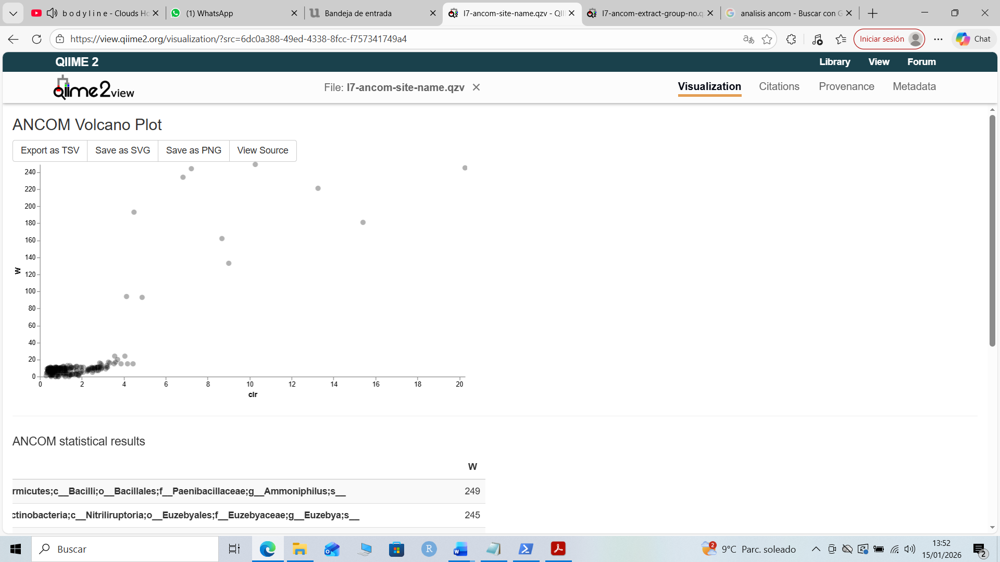 b o d y l i n e - Clouds Ho
(1) WhatsApp
Bandeja de entrada
l7-ancom-site-name.qzv - QII
l7-ancom-extract-group-no.q
analisis ancom - Buscar con G
https://view.qiime2.org/visualization/?src=6dc0a388-49ed-4338-8fcc-f757341749a4
Iniciar sesión
Chat
QIIME 2
Library
View
Forum
qiime2view
File: l7-ancom-site-name.qzv
Visualization
Citations
Provenance
Metadata
ANCOM Volcano Plot
Export as TSV
Save as SVG
Save as PNG
View Source
240
220
200
180
160
140
120
100
80
60
40
20
0
W
0 2 4 6 8 10 12 14 16 18 20
clr
ANCOM statistical results
W
rmicutes;c__Bacilli;o__Bacillales;f__Paenibacillaceae;g__Ammoniphilus;s__ 249
ctinobacteria;c__Nitriliruptoria;o__Euzebyales;f__Euzebyaceae;g__Euzebya;s__ 245
Buscar
2
9°C Parc. soleado
13:52
15/01/2026
2